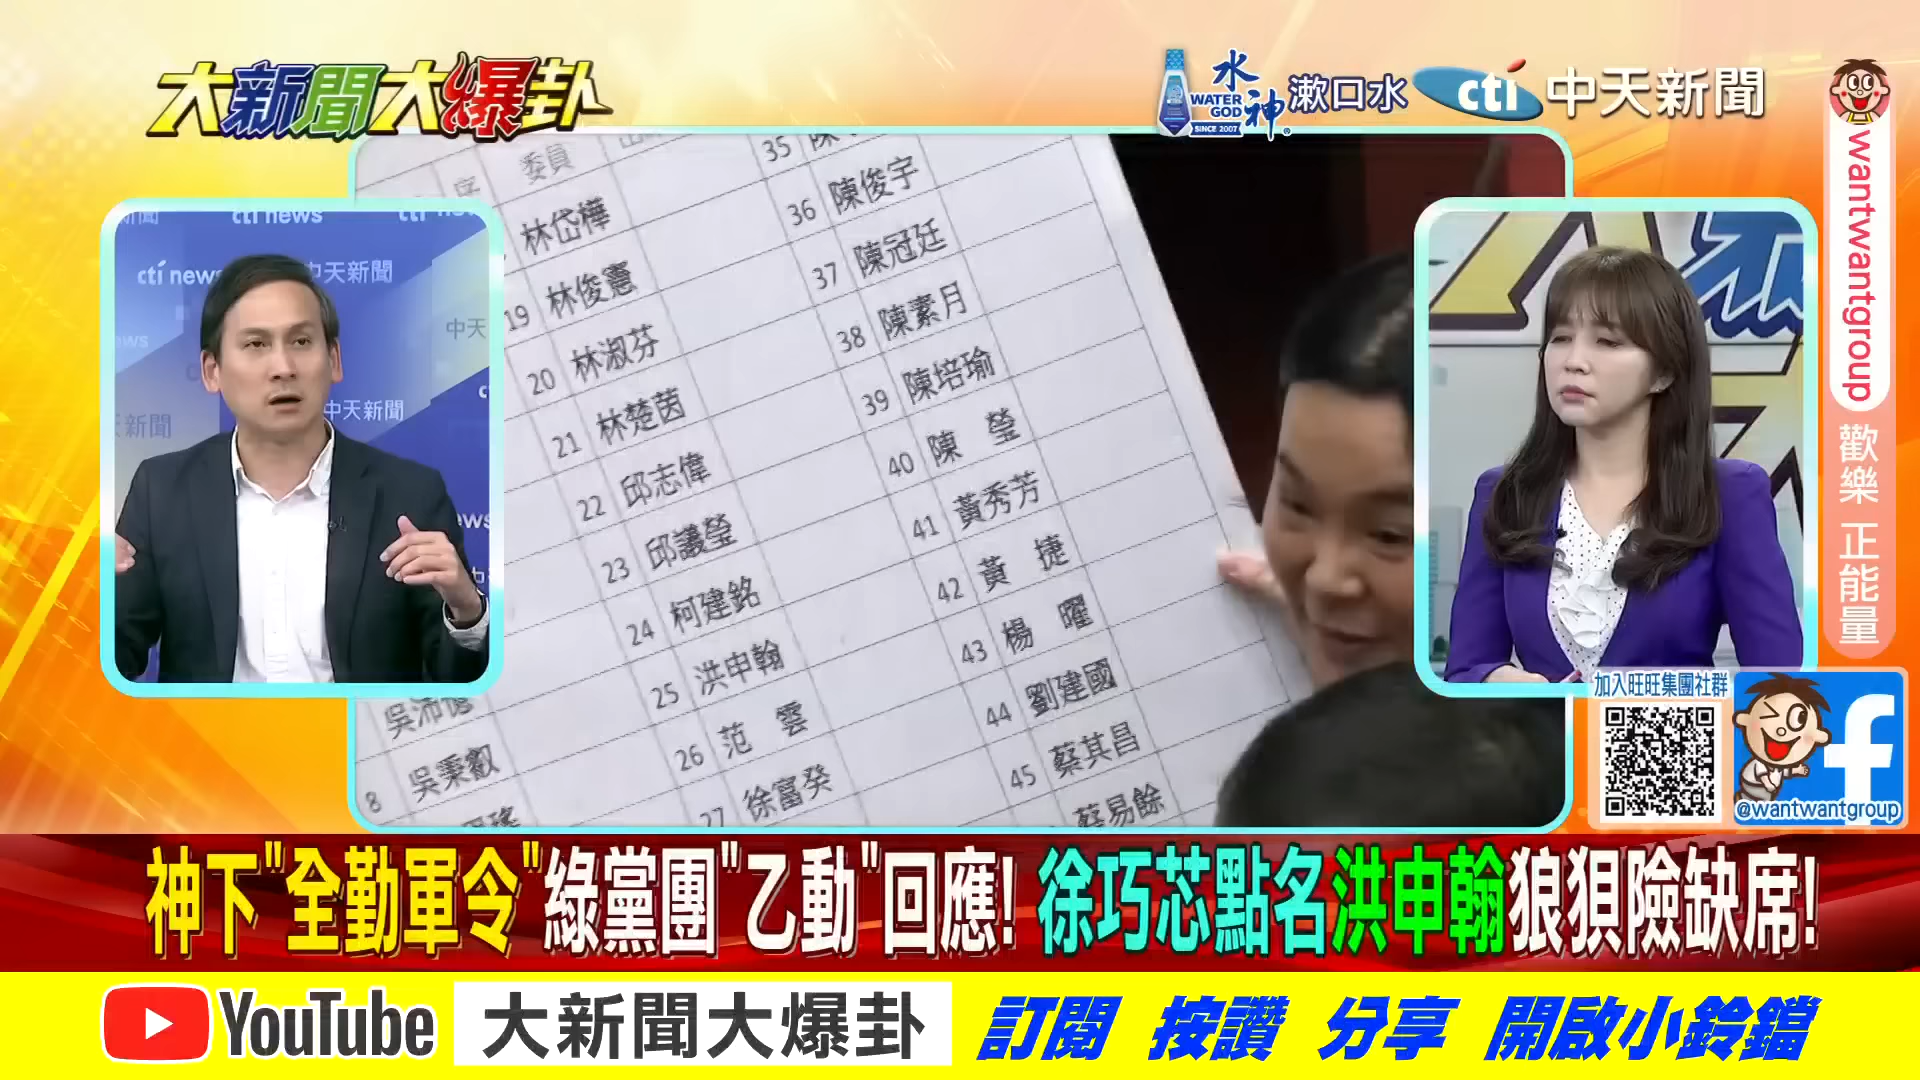 大新聞大爆卦
水神
WATER GOD
SINCE 2007
漱口水
cti 中天新聞
wantwantgroup
歡樂 正能量
cti news
cti news 中天新聞
中天新聞
委員
林岱樺
19 林俊憲
20 林淑芬
21 林楚茵
22 邱志偉
23 邱議瑩
24 柯建銘
25 洪申翰
26 范雲
27 徐富癸
吳沛憶
8 吳秉叡
35
36 陳俊宇
37 陳冠廷
38 陳素月
39 陳培瑜
40 陳瑩
41 黃秀芳
42 黃捷
43 楊曜
44 劉建國
45 蔡其昌
蔡易餘
加入旺旺集團社群
@wantwantgroup
神下"全勤軍令"綠黨團"乙動"回應! 徐巧芯點名洪申翰狼狽險缺席!
YouTube 大新聞大爆卦 訂閱 按讚 分享 開啟小鈴鐺